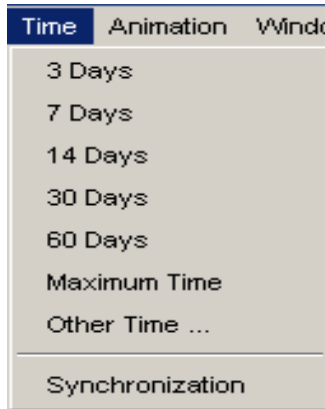 Time Animation
3 Days
7 Days
14 Days
30 Days
60 Days
Maximum Time
Other Time ...
Synchronization